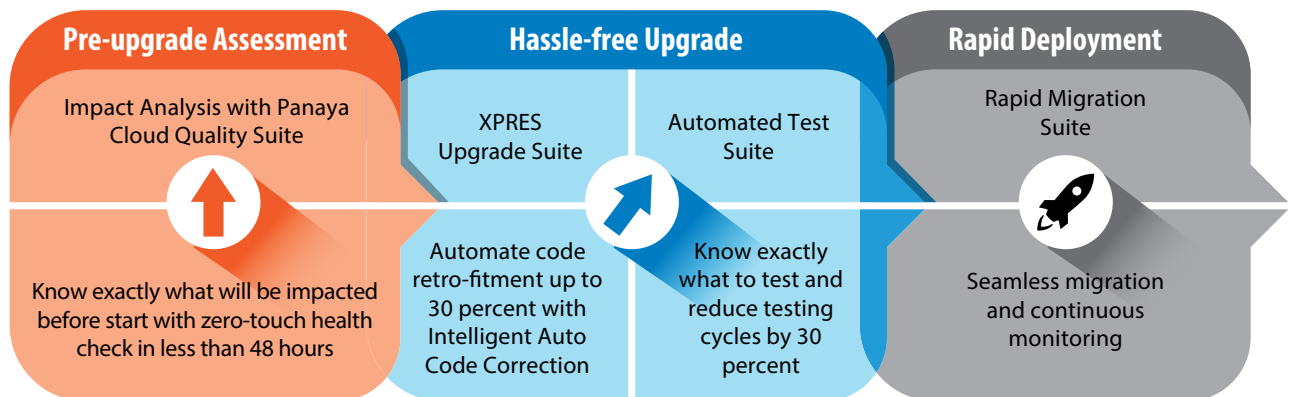 Pre-upgrade Assessment
Impact Analysis with Panaya
Cloud Quality Suite
Know exactly what will be impacted
before start with zero-touch health
check in less than 48 hours
Hassle-free Upgrade
XPRES
Upgrade Suite
Automate code
retro-fitment up to
30 percent with
Intelligent Auto
Code Correction
Automated Test
Suite
Know exactly
what to test and
reduce testing
cycles by 30
percent
Rapid Deployment
Rapid Migration
Suite
Seamless migration
and continuous
monitoring